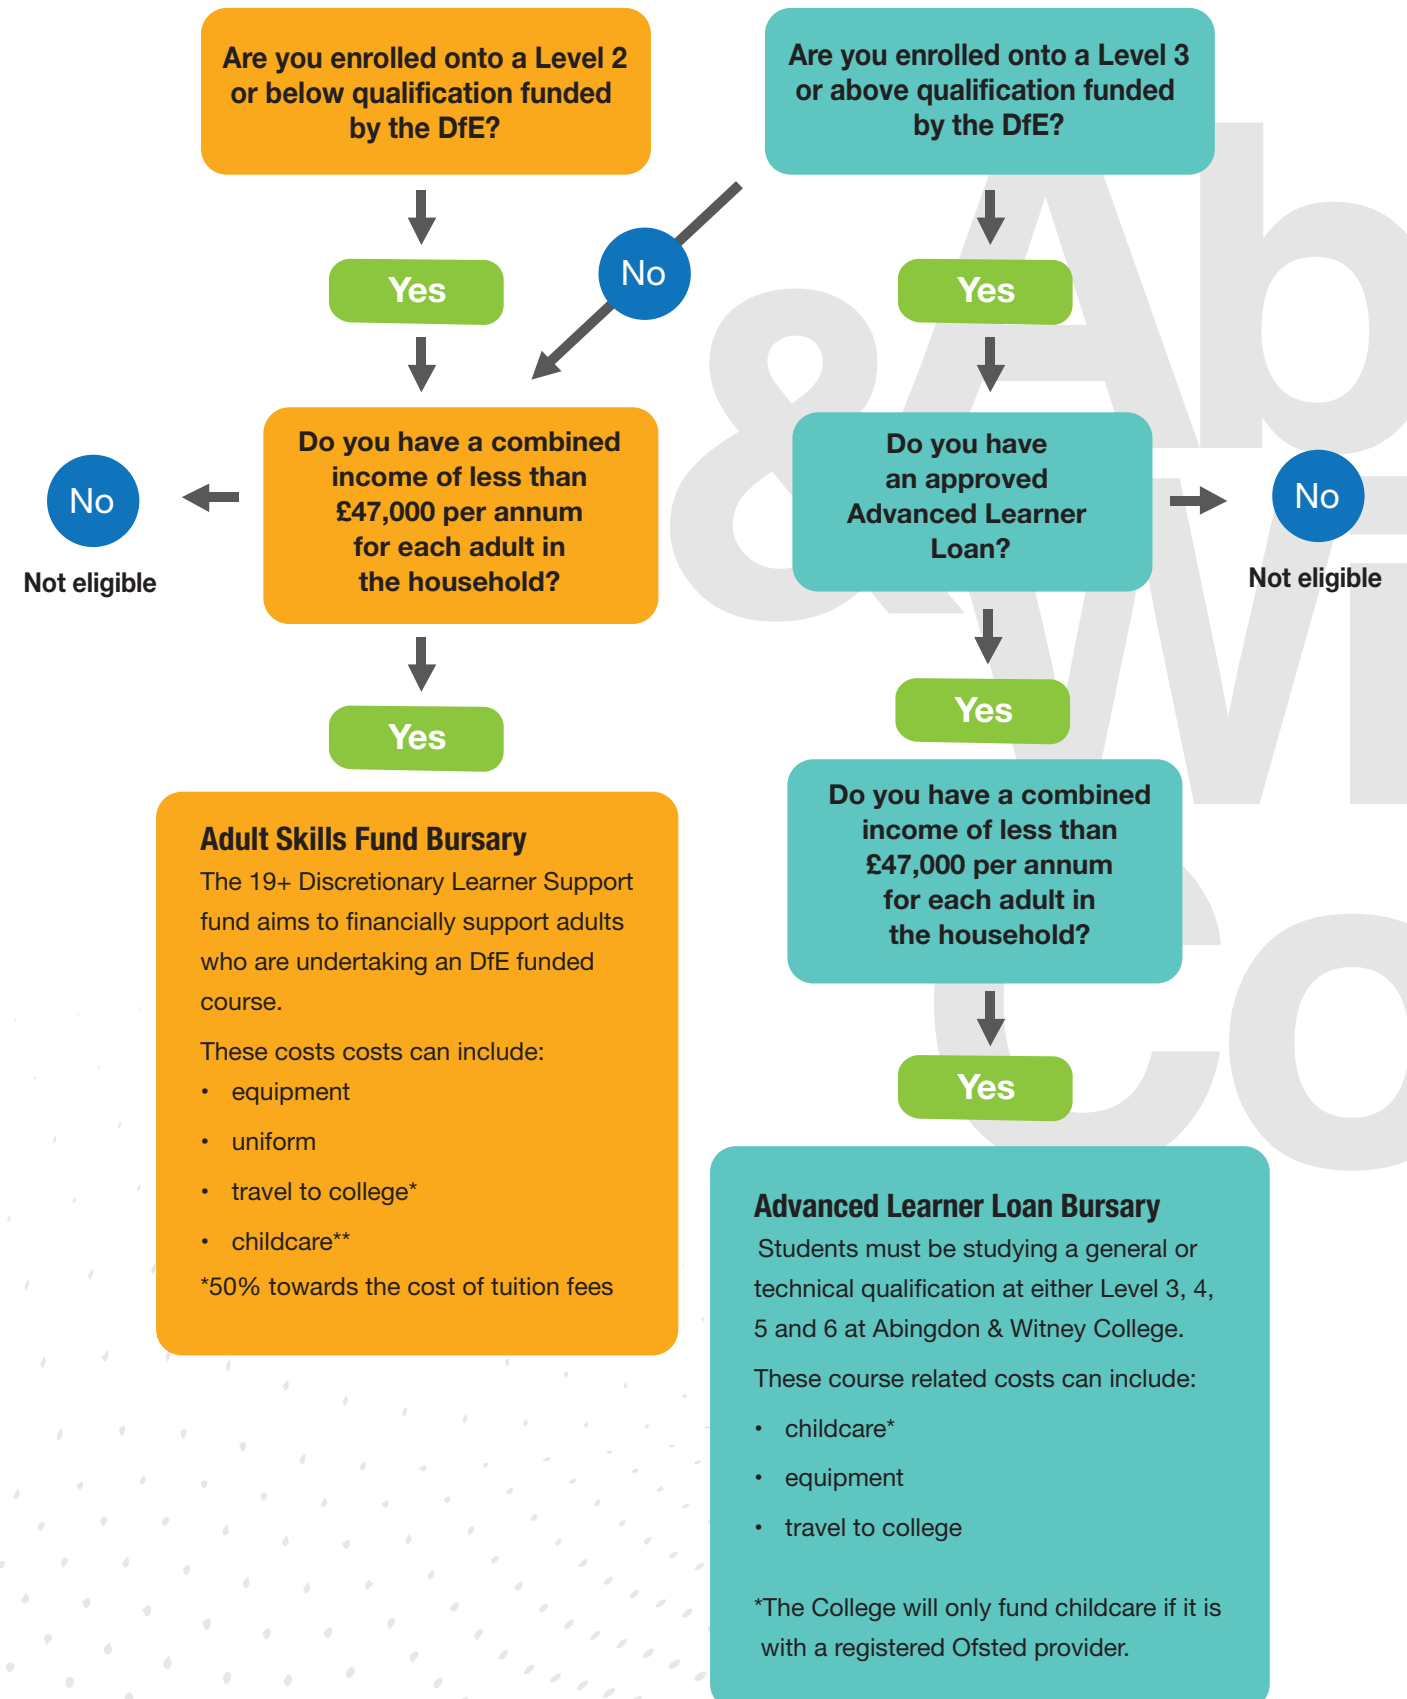 Are you enrolled onto a Level 2
or below qualification funded
by the DfE?
Are you enrolled onto a Level 3
or above qualification funded
by the DfE?
Yes
No
Yes
No
Not eligible
Do you have a combined
income of less than
£47,000 per annum
for each adult in
the household?
Do you have
an approved
Advanced Learner
Loan?
No
Not eligible
Yes
Yes
Do you have a combined
income of less than
£47,000 per annum
for each adult in
the household?
Yes
Adult Skills Fund Bursary
The 19+ Discretionary Learner Support
fund aims to financially support adults
who are undertaking an DfE funded
course.
These costs costs can include:
• equipment
• uniform
• travel to college*
• childcare**
*50% towards the cost of tuition fees
Advanced Learner Loan Bursary
Students must be studying a general or
technical qualification at either Level 3, 4,
5 and 6 at Abingdon & Witney College.
These course related costs can include:
• childcare*
• equipment
• travel to college
*The College will only fund childcare if it is
with a registered Ofsted provider.
Ab
& Wi
Co